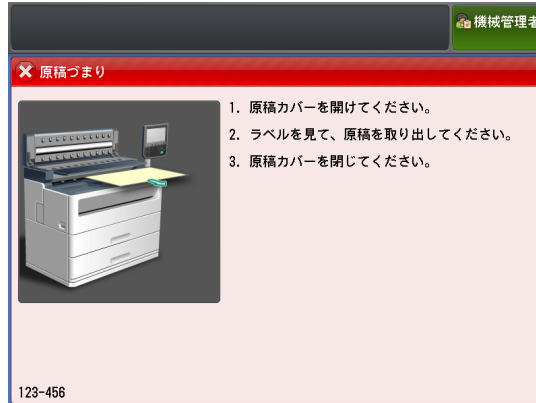 機械管理者
原稿づまり
1. 原稿カバーを開けてください。
2. ラベルを見て、原稿を取り出してください。
3. 原稿カバーを閉じてください。
123-456